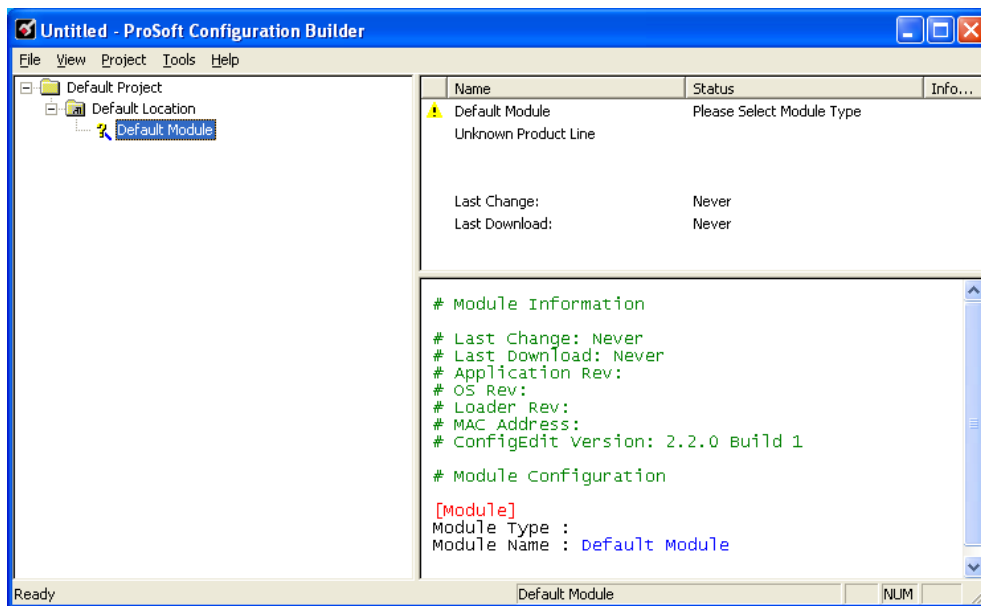 Untitled - ProSoft Configuration Builder
File View Project Tools Help
Default Project
Default Location
Default Module
Name Status Info...
Default Module Please Select Module Type
Unknown Product Line
Last Change: Never
Last Download: Never
# Module Information
# Last Change: Never
# Last Download: Never
# Application Rev:
# OS Rev:
# Loader Rev:
# MAC Address:
# ConfigEdit Version: 2.2.0 Build 1
# Module Configuration
[Module]
Module Type :
Module Name : Default Module
Ready Default Module NUM